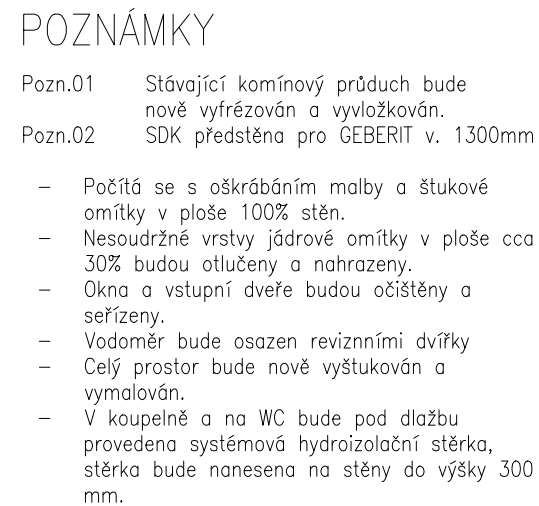 POZNÁMKY
Pozn.01 Stávající komínový průduch bude
nově vyfrézován a vyvložkován.
Pozn.02 SDK předstěna pro GEBERIT v. 1300mm
– Počítá se s oškrábáním malby a štukové
omítky v ploše 100% stěn.
– Nesoudržné vrstvy jádrové omítky v ploše cca
30% budou otlučeny a nahrazeny.
– Okna a vstupní dveře budou očištěny a
seřízeny.
– Vodoměr bude osazen reviznními dvířky
– Celý prostor bude nově vyštukován a
vymalován.
– V koupelně a na WC bude pod dlažbu
provedena systémová hydroizolační stěrka,
stěrka bude nanesena na stěny do výšky 300
mm.